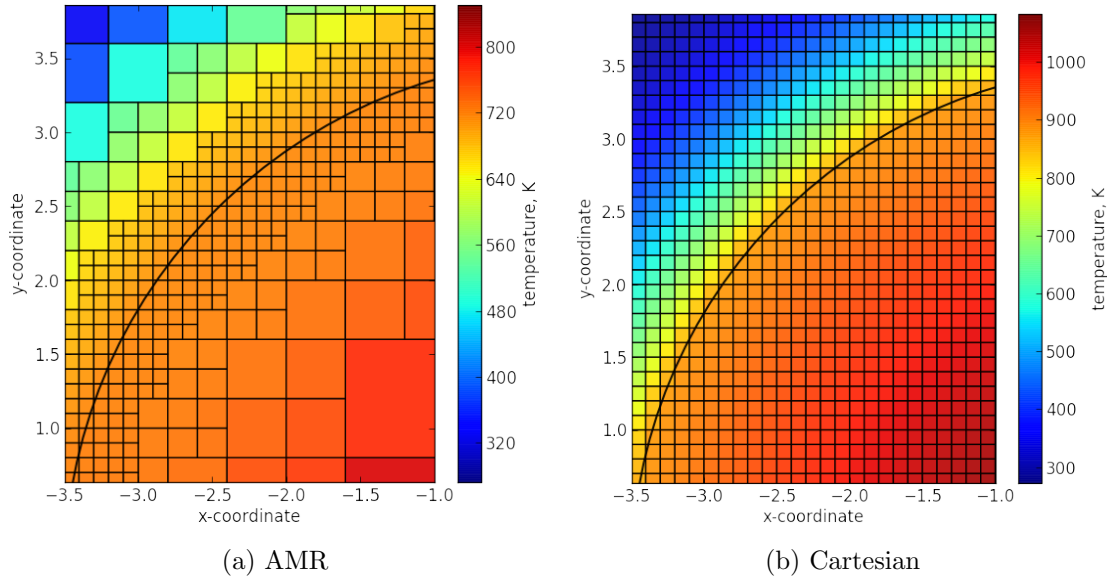 3.5
3.0
2.5
2.0
1.5
1.0
y-coordinate
−3.5 −3.0 −2.5 −2.0 −1.5 −1.0
x-coordinate
800
720
640
560
480
400
320
temperature, K
(a) AMR
3.5
3.0
2.5
2.0
1.5
1.0
y-coordinate
−3.5 −3.0 −2.5 −2.0 −1.5 −1.0
x-coordinate
1000
900
800
700
600
500
400
300
temperature, K
(b) Cartesian